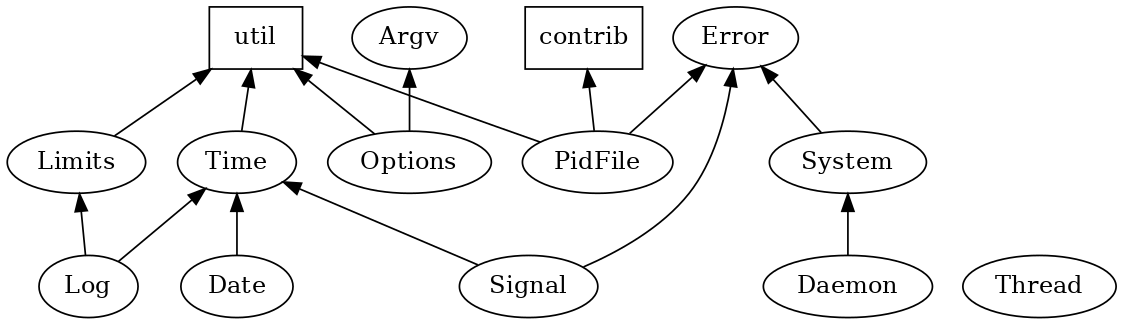 util
Argv
contrib
Error
Limits
Time
Options
PidFile
System
Log
Date
Signal
Daemon
Thread